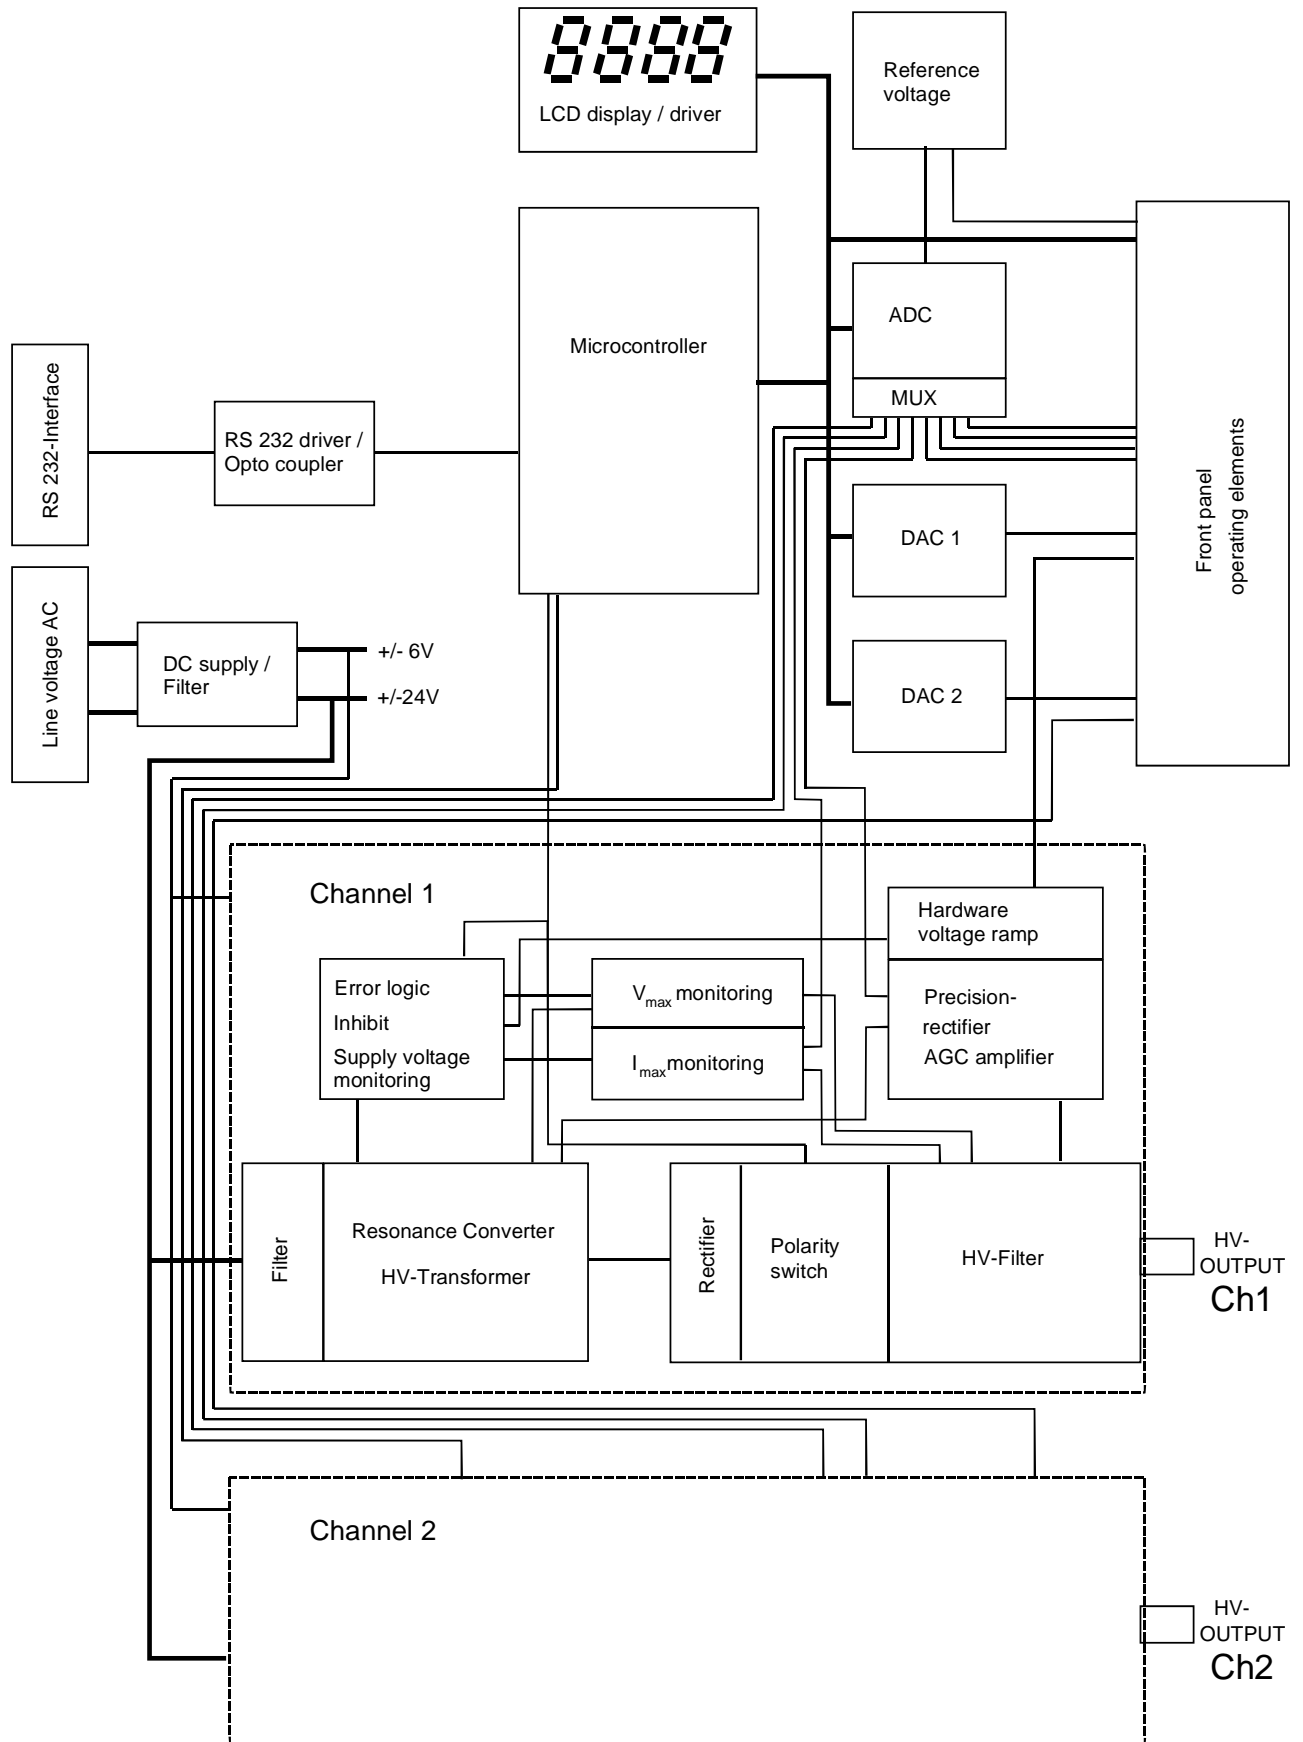 8888
LCD display / driver
Reference
voltage
Microcontroller
ADC
MUX
RS 232-Interface
RS 232 driver /
Opto coupler
Front panel
operating elements
DAC 1
DAC 2
Line voltage AC
DC supply /
Filter
+/- 6V
+/-24V
Channel 1
Hardware
voltage ramp
Error logic
Inhibit
Supply voltage
monitoring
Vmax monitoring
Imax monitoring
Precision-
rectifier
AGC amplifier
Filter
Resonance Converter
HV-Transformer
Rectifier
Polarity
switch
HV-Filter
HV-
OUTPUT
Ch1
Channel 2
HV-
OUTPUT
Ch2